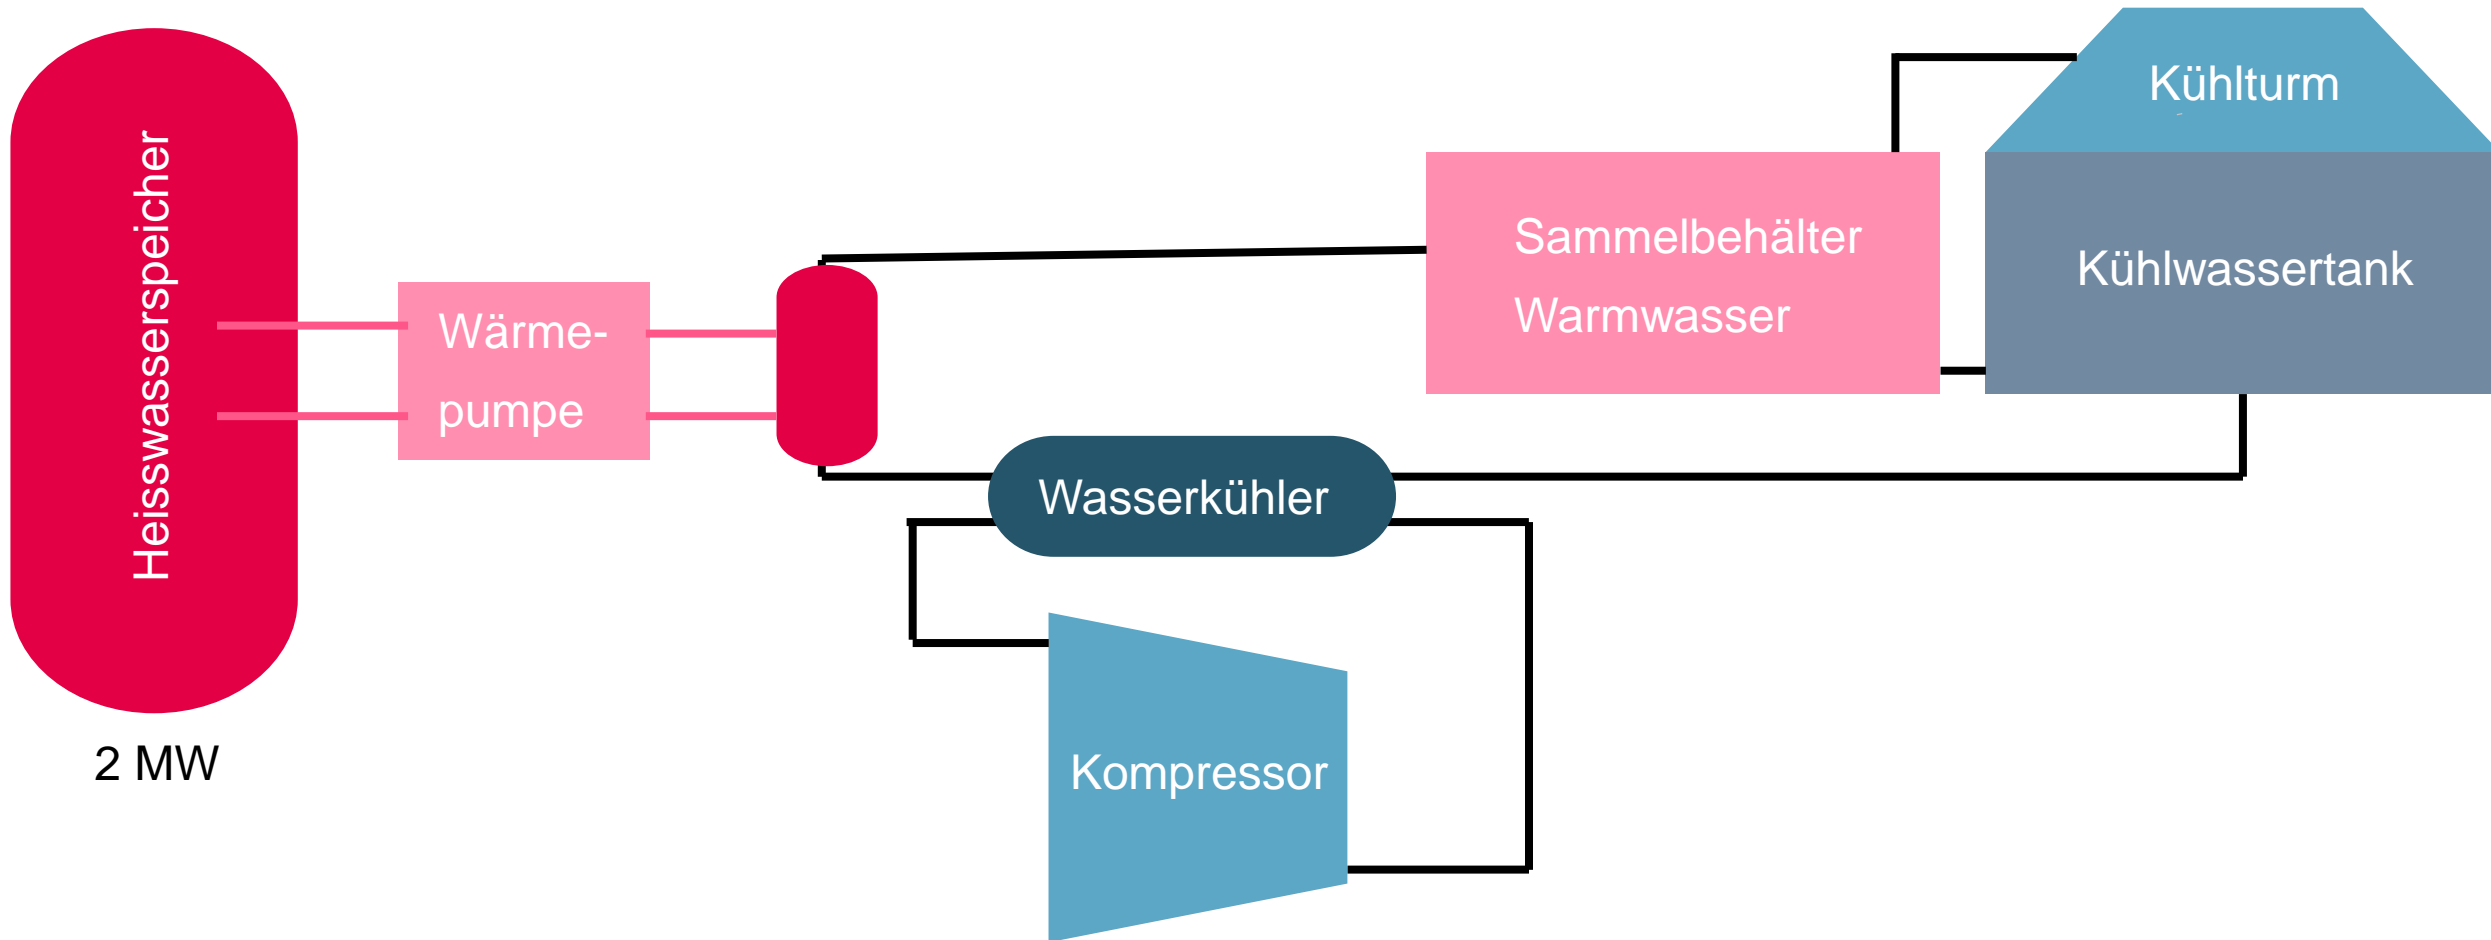 Heisswasserspeicher
2 MW
Wärme-
pumpe
Wasserkühler
Kompressor
Sammelbehälter
Warmwasser
Kühlturm
Kühlwassertank